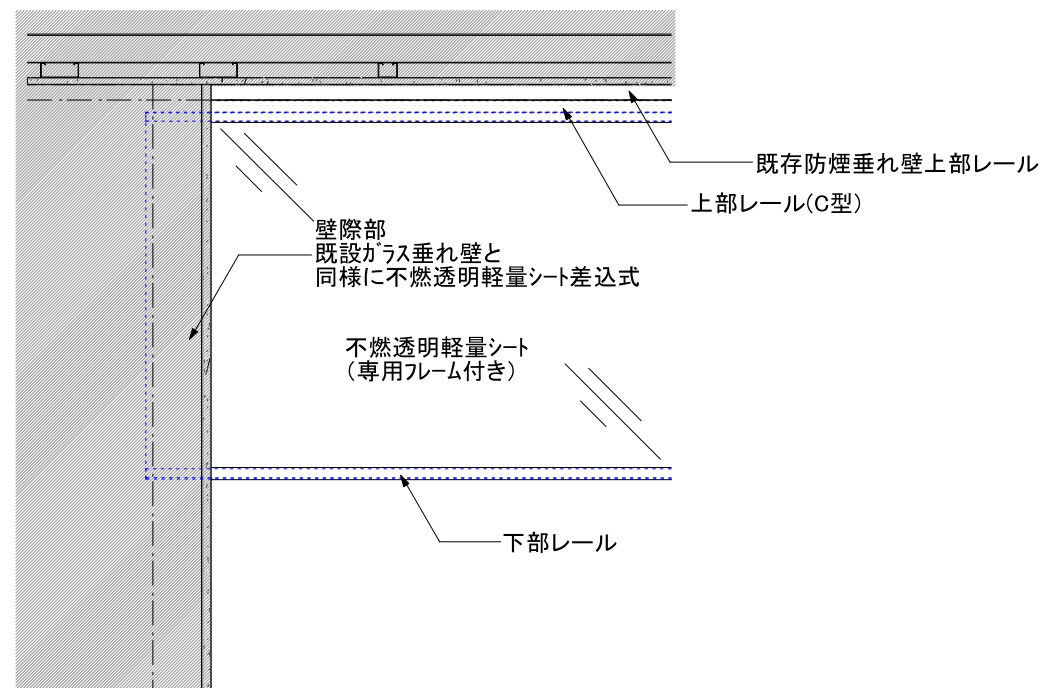 既存防煙垂れ壁上部レール
上部レール(C型)
壁際部
既設ガラス垂れ壁と
同様に不燃透明軽量シート差込式
不燃透明軽量シート
(専用フレーム付き)
下部レール